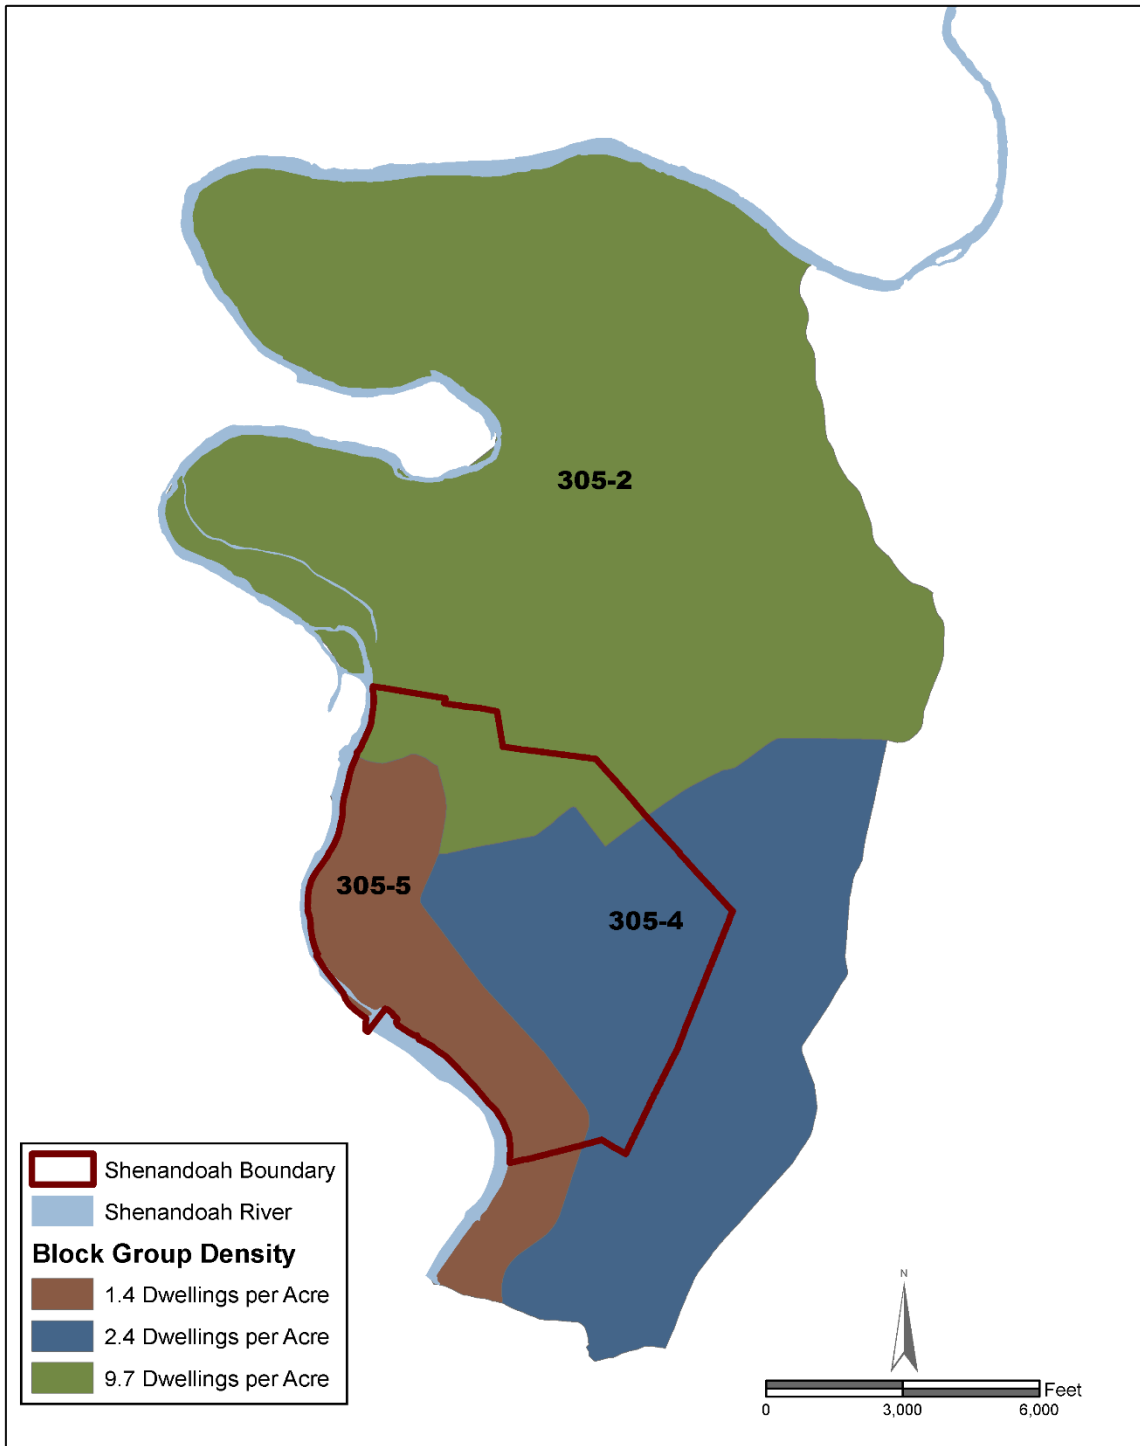 305-2
305-5
305-4
Shenandoah Boundary
Shenandoah River
Block Group Density
1.4 Dwellings per Acre
2.4 Dwellings per Acre
9.7 Dwellings per Acre
N
Feet
0 3,000 6,000